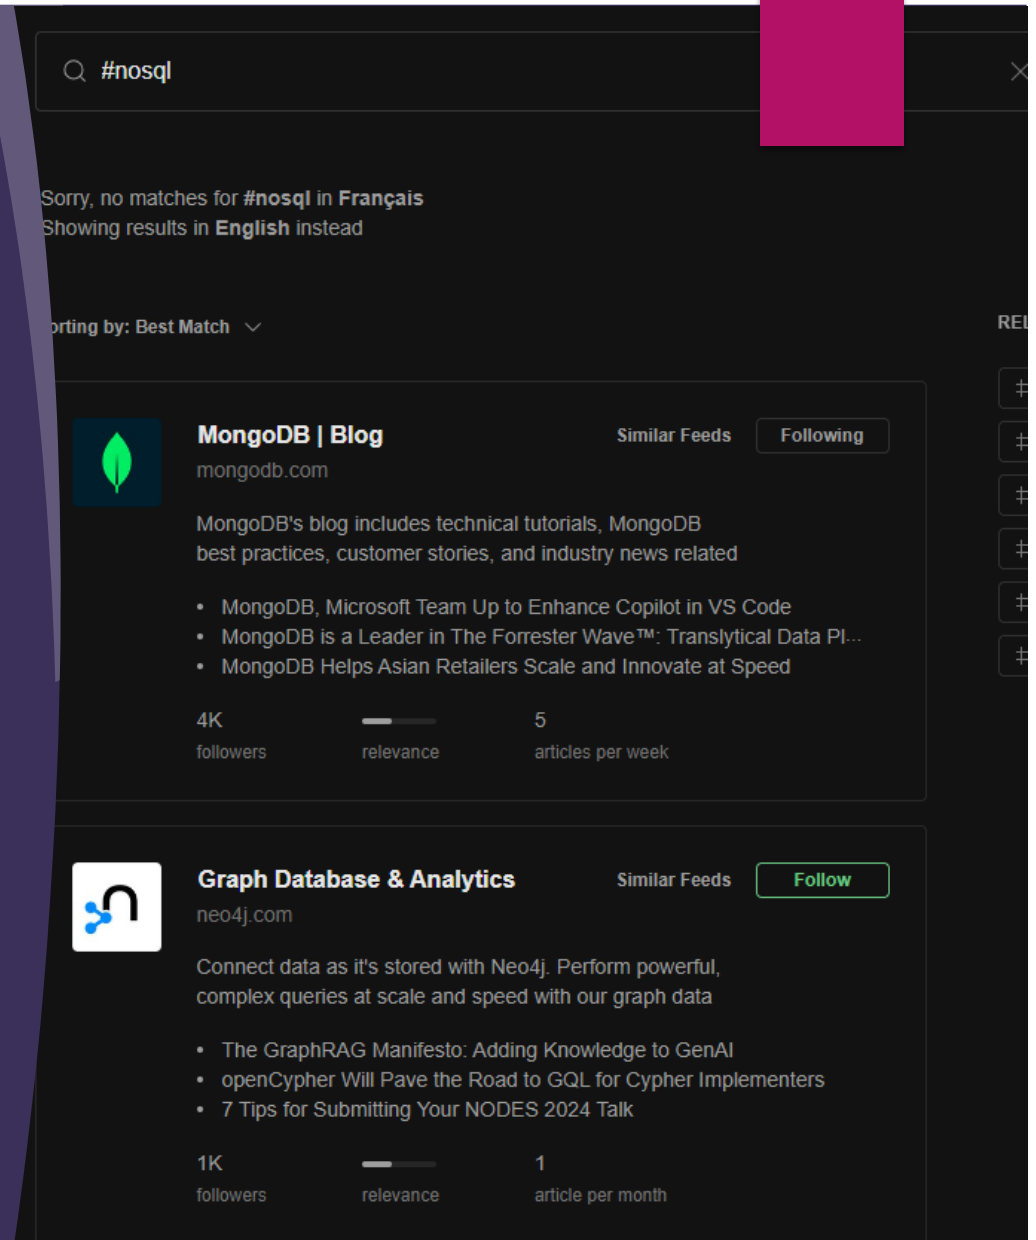 #nosql
Sorry, no matches for #nosql in Français
Showing results in English instead
orting by: Best Match
REL
MongoDB | Blog
Similar Feeds
Following
mongodb.com
MongoDB's blog includes technical tutorials, MongoDB
best practices, customer stories, and industry news related
• MongoDB, Microsoft Team Up to Enhance Copilot in VS Code
• MongoDB is a Leader in The Forrester Wave™: Translytical Data Pl...
• MongoDB Helps Asian Retailers Scale and Innovate at Speed
4K
followers
relevance
5
articles per week
#
#
#
#
#
#
Graph Database & Analytics
Similar Feeds
Follow
neo4j.com
Connect data as it's stored with Neo4j. Perform powerful,
complex queries at scale and speed with our graph data
• The GraphRAG Manifesto: Adding Knowledge to GenAI
• openCypher Will Pave the Road to GQL for Cypher Implementers
• 7 Tips for Submitting Your NODES 2024 Talk
1K
followers
relevance
1
article per month